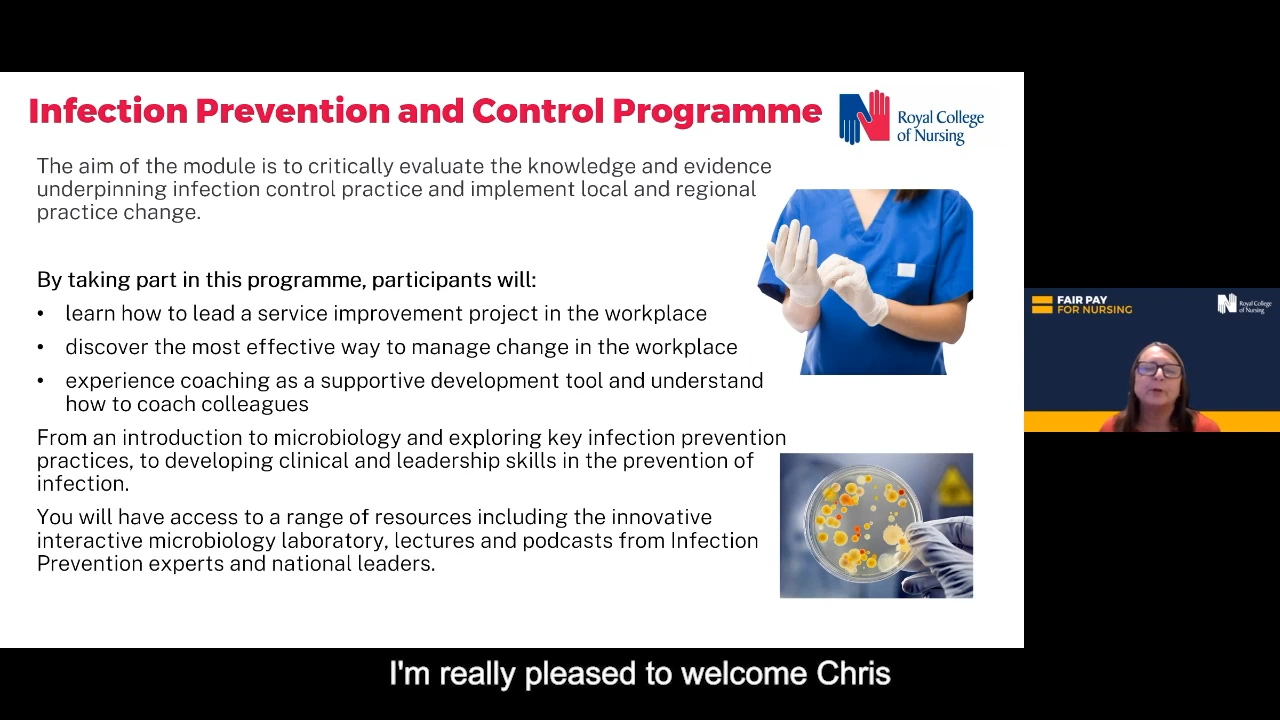 Infection Prevention and Control Programme
Royal College
of Nursing
The aim of the module is to critically evaluate the knowledge and evidence
underpinning infection control practice and implement local and regional
practice change.
By taking part in this programme, participants will:
• learn how to lead a service improvement project in the workplace
• discover the most effective way to manage change in the workplace
• experience coaching as a supportive development tool and understand
how to coach colleagues
From an introduction to microbiology and exploring key infection prevention
practices, to developing clinical and leadership skills in the prevention of
infection.
You will have access to a range of resources including the innovative
interactive microbiology laboratory, lectures and podcasts from Infection
Prevention experts and national leaders.
FAIR PAY
FOR NURSING
Royal College
of Nursing
I'm really pleased to welcome Chris